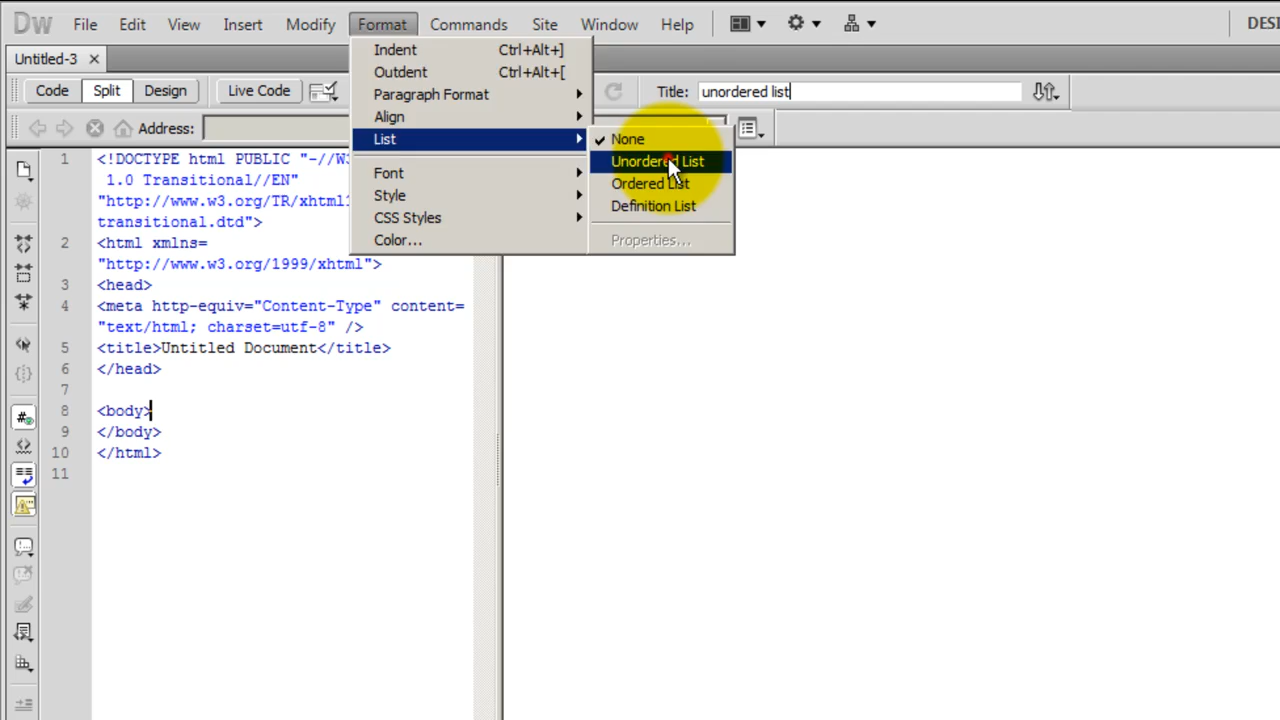 Dw File Edit View Insert Modify Format Commands Site Window Help
Untitled-3
Code Split Design Live Code Title: unordered list
Address:
Indent Ctrl+Alt+]
Outdent Ctrl+Alt+[
Paragraph Format
Align
List
Font
Style
CSS Styles
Color...
None
Unordered List
Ordered List
Definition List
Properties...
1 <!DOCTYPE html PUBLIC "-//W3
1.0 Transitional//EN"
"http://www.w3.org/TR/xhtml1
transitional.dtd">
2 <html xmlns=
"http://www.w3.org/1999/xhtml">
3 <head>
4 <meta http-equiv="Content-Type" content=
"text/html; charset=utf-8" />
5 <title>Untitled Document</title>
6 </head>
7
8 <body>
9 </body>
10 </html>
11